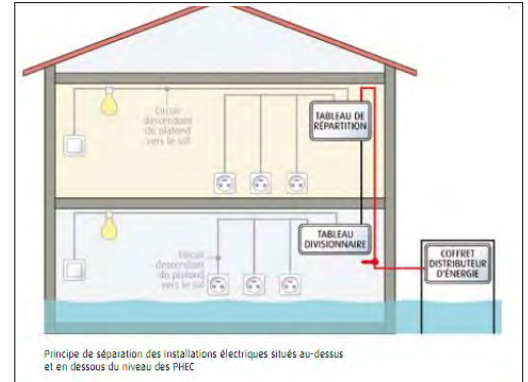 Circuit
descendant
du plafond
vers le sol
TABLEAU DE
RÉPARTITION
TABLEAU
DIVISIONNAIRE
Circuit
descendant
du plafond
vers le sol
COFFRET
DISTRIBUTEUR
D'ÉNERGIE
Principe de séparation des installations électriques situés au-dessus
et en dessous du niveau des PHEC